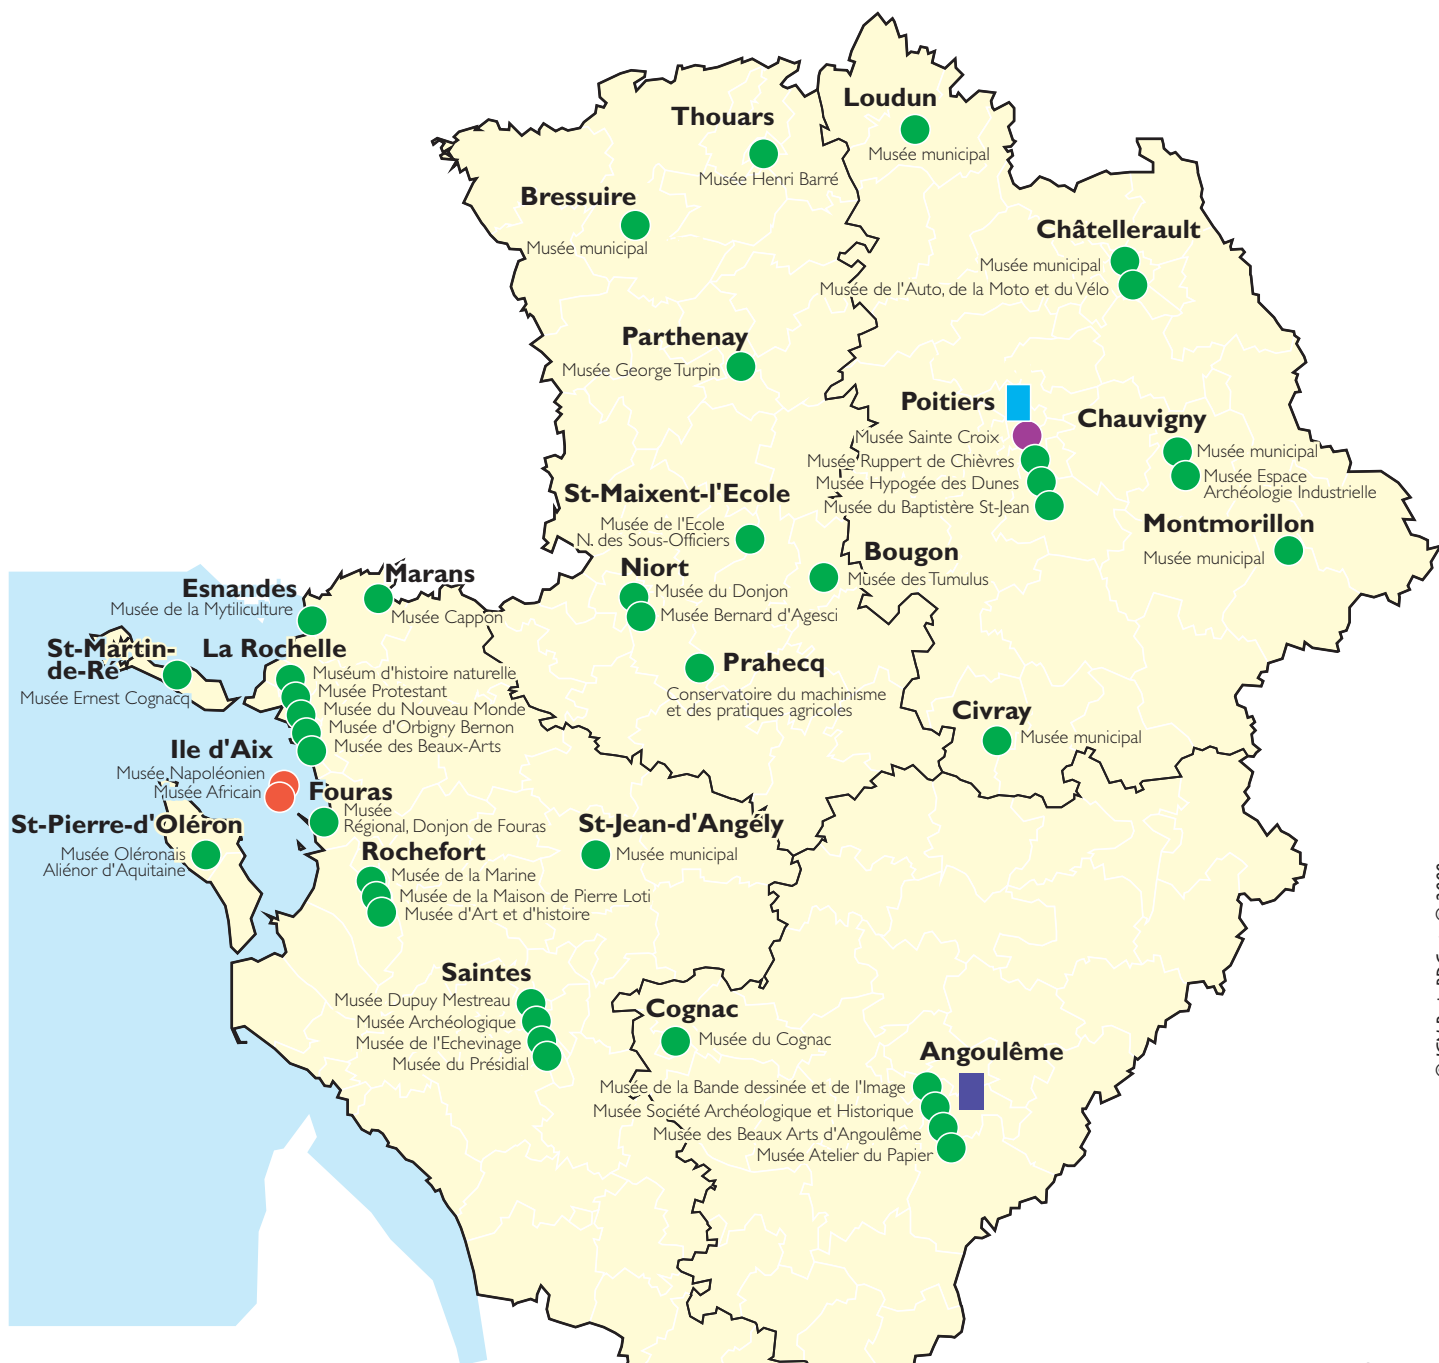 Loudun
Musée municipal
Thouars
Musée Henri Barré
Bressuire
Musée municipal
Châtellerault
Musée municipal
Musée de l'Auto, de la Moto et du Vélo
Parthenay
Musée George Turpin
Poitiers
Musée Sainte Croix
Musée Ruppert de Chièvres
Musée Hypogée des Dunes
Musée du Baptistère St-Jean
Chauvigny
Musée municipal
Musée Espace
Archéologie Industrielle
St-Maixent-l'Ecole
Musée de l'Ecole
N. des Sous-Officiers
Montmorillon
Musée municipal
Bougon
Musée des Tumulus
Niort
Musée du Donjon
Musée Bernard d'Agesci
Marans
Musée Cappon
Esnandes
Musée de la Mytiliculture
St-Martin-
de-Ré
Musée Ernest Cognacq
La Rochelle
Muséum d'histoire naturelle
Musée Protestant
Musée du Nouveau Monde
Musée d'Orbigny Bernon
Musée des Beaux-Arts
Prahecq
Conservatoire du machinisme
et des pratiques agricoles
Civray
Musée municipal
Ile d'Aix
Musée Napoléonien
Musée Africain
Fouras
Musée
Régional, Donjon de Fouras
St-Pierre-d'Oléron
Musée Oléronais
Aliénor d'Aquitaine
St-Jean-d'Angély
Musée municipal
Rochefort
Musée de la Marine
Musée de la Maison de Pierre Loti
Musée d'Art et d'histoire
Saintes
Musée Dupuy Mestreau
Musée Archéologique
Musée de l'Echevinage
Musée du Présidial
Cognac
Musée du Cognac
Angoulême
Musée de la Bande dessinée et de l'Image
Musée Société Archéologique et Historique
Musée des Beaux Arts d'Angoulême
Musée Atelier du Papier